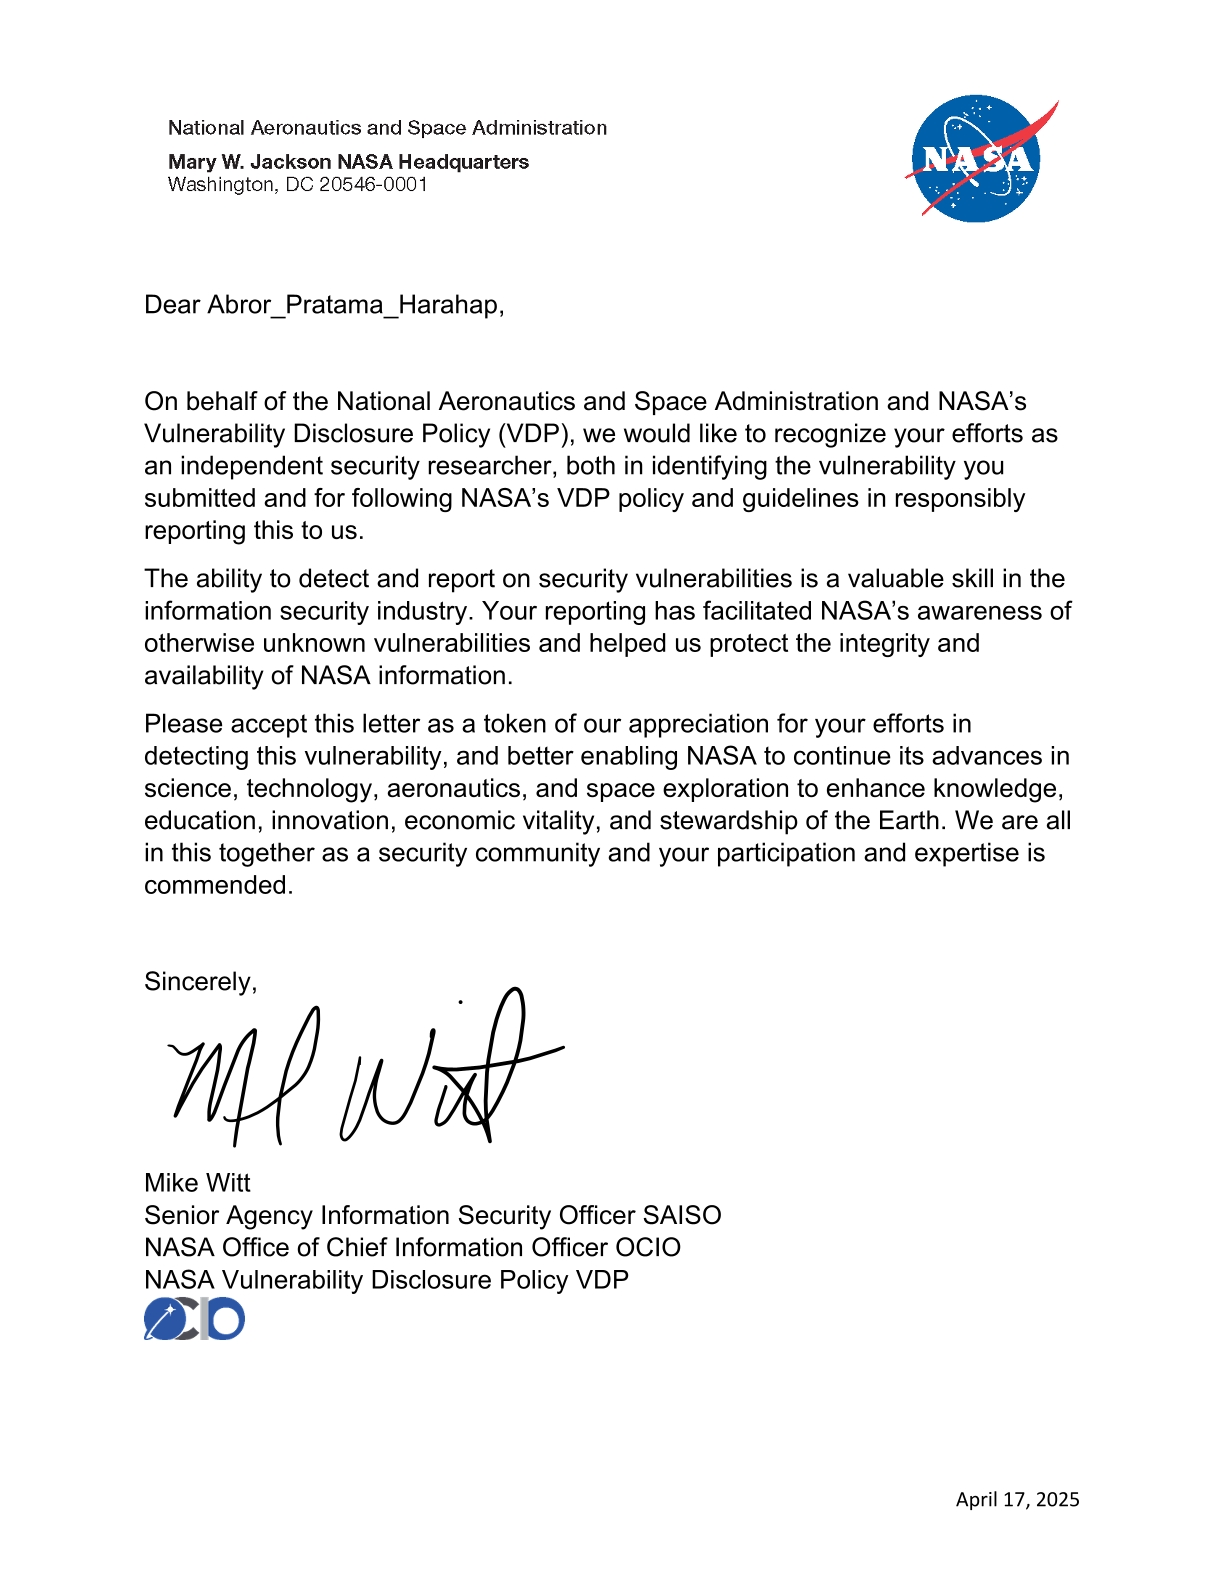 National Aeronautics and Space Administration
Mary W. Jackson NASA Headquarters
Washington, DC 20546-0001
NASA
Dear Abror_Pratama_Harahap,
On behalf of the National Aeronautics and Space Administration and NASA’s
Vulnerability Disclosure Policy (VDP), we would like to recognize your efforts as
an independent security researcher, both in identifying the vulnerability you
submitted and for following NASA’s VDP policy and guidelines in responsibly
reporting this to us.
The ability to detect and report on security vulnerabilities is a valuable skill in the
information security industry. Your reporting has facilitated NASA’s awareness of
otherwise unknown vulnerabilities and helped us protect the integrity and
availability of NASA information.
Please accept this letter as a token of our appreciation for your efforts in
detecting this vulnerability, and better enabling NASA to continue its advances in
science, technology, aeronautics, and space exploration to enhance knowledge,
education, innovation, economic vitality, and stewardship of the Earth. We are all
in this together as a security community and your participation and expertise is
commended.
Sincerely,
Mike Witt
Senior Agency Information Security Officer SAISO
NASA Office of Chief Information Officer OCIO
NASA Vulnerability Disclosure Policy VDP
OCIO
April 17, 2025